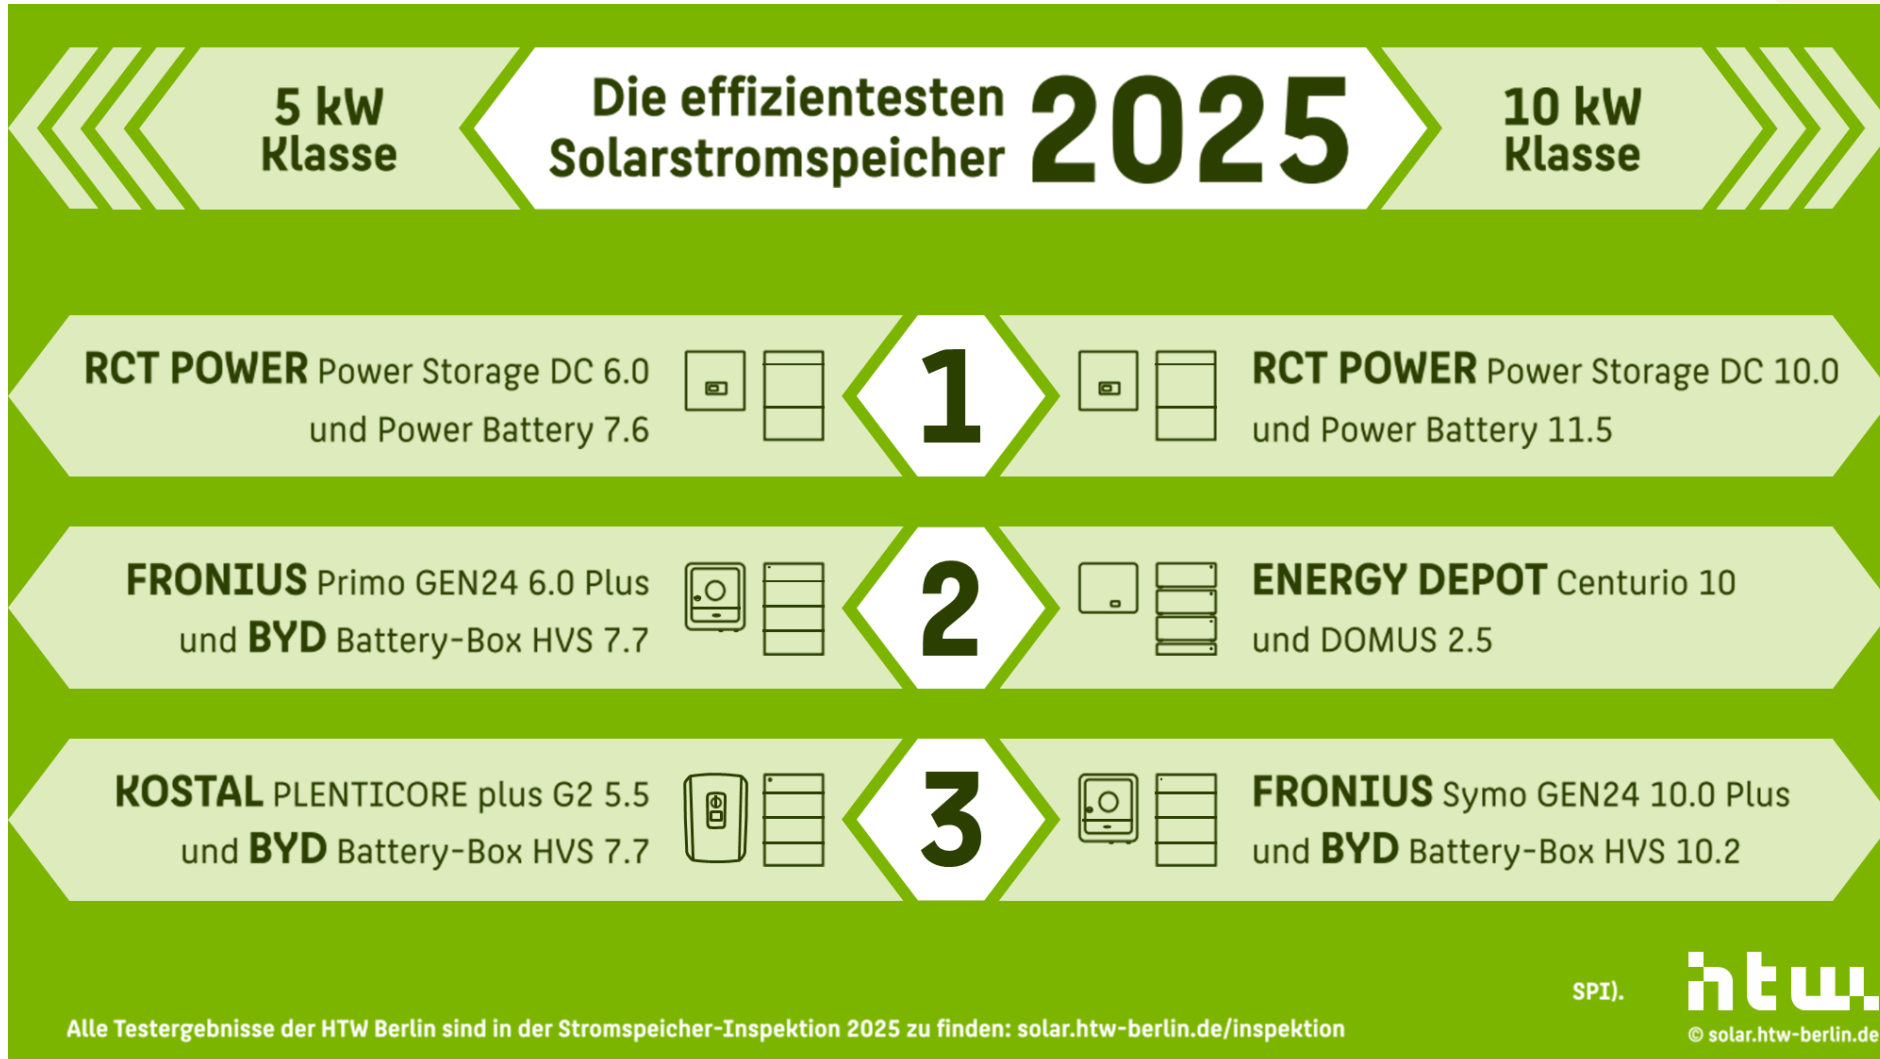 5 kW
Klasse
Die effizientesten
Solarstromspeicher
2025
10 kW
Klasse
RCT POWER Power Storage DC 6.0
und Power Battery 7.6
1
RCT POWER Power Storage DC 10.0
und Power Battery 11.5
FRONIUS Primo GEN24 6.0 Plus
und BYD Battery-Box HVS 7.7
2
ENERGY DEPOT Centurio 10
und DOMUS 2.5
KOSTAL PLENTICORE plus G2 5.5
und BYD Battery-Box HVS 7.7
3
FRONIUS Symo GEN24 10.0 Plus
und BYD Battery-Box HVS 10.2
SPI).
htw.
Alle Testergebnisse der HTW Berlin sind in der Stromspeicher-Inspektion 2025 zu finden: solar.htw-berlin.de/inspektion
© solar.htw-berlin.de